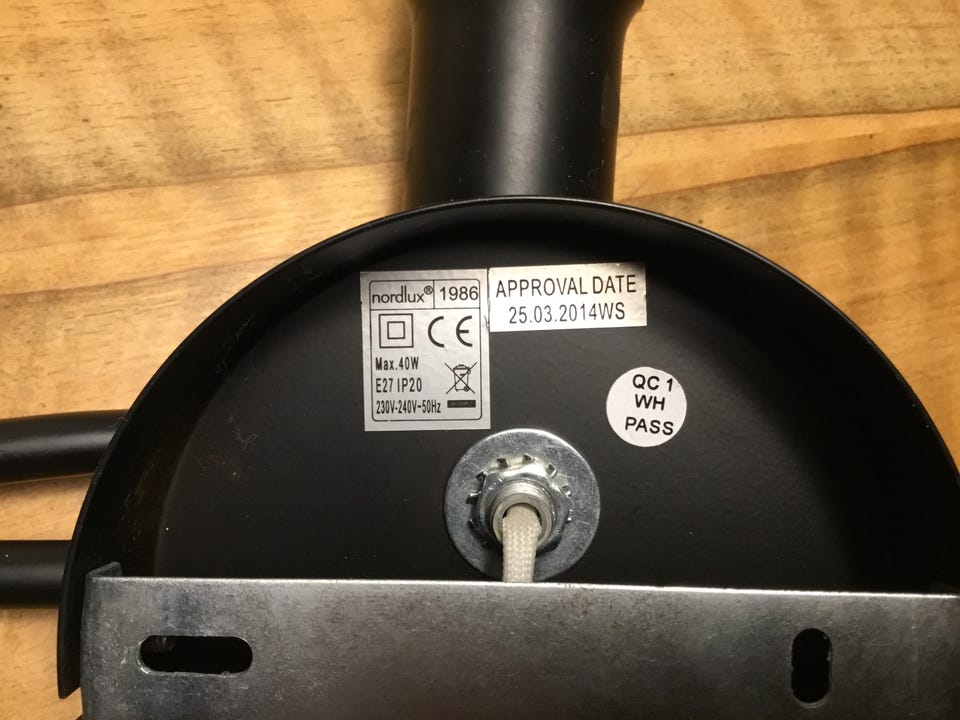 nordlux® 1986
CE
Max.40W
E27 IP20
230V-240V~50Hz
APPROVAL DATE
25.03.2014WS
QC 1
WH
PASS